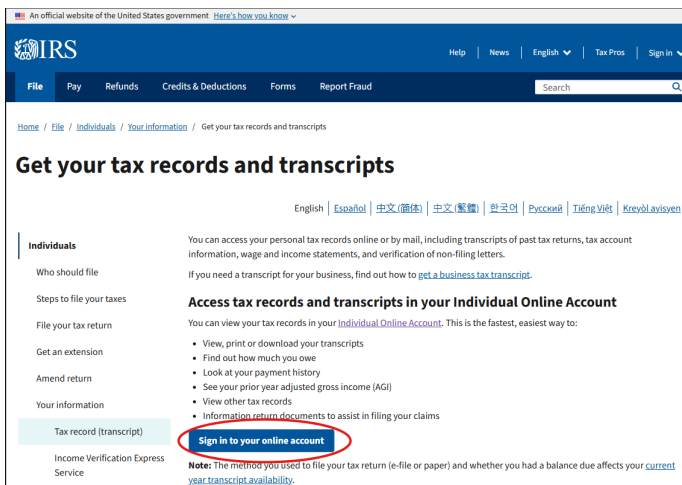 An official website of the United States government Here's how you know
IRS
Help | News | English | Tax Pros | Sign in
File Pay Refunds Credits & Deductions Forms Report Fraud Search
Home / File / Individuals / Your information / Get your tax records and transcripts
Get your tax records and transcripts
English | Español | 中文 (简体) | 中文 (繁體) | 한국어 | Русский | Tiếng Việt | Kreyòl ayisyen
Individuals
Who should file
Steps to file your taxes
File your tax return
Get an extension
Amend return
Your information
Tax record (transcript)
Income Verification Express
Service
You can access your personal tax records online or by mail, including transcripts of past tax returns, tax account
information, wage and income statements, and verification of non-filing letters.
If you need a transcript for your business, find out how to get a business tax transcript.
Access tax records and transcripts in your Individual Online Account
You can view your tax records in your Individual Online Account. This is the fastest, easiest way to:
• View, print or download your transcripts
• Find out how much you owe
• Look at your payment history
• See your prior year adjusted gross income (AGI)
• View other tax records
• Information return documents to assist in filing your claims
Sign in to your online account
Note: The method you used to file your tax return (e-file or paper) and whether you had a balance due affects your current
year transcript availability.